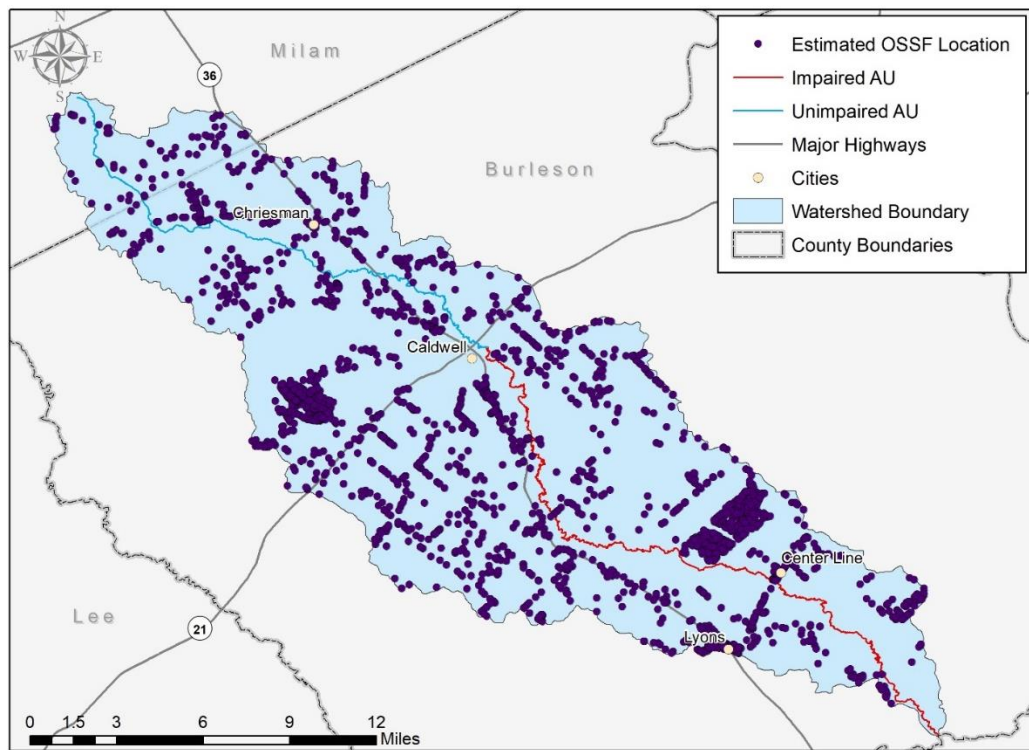 N
W E
S
Milam
36
Burleson
Chriesman
Caldwell
Center Line
Lyons
Lee
21
0 1.5 3 6 9 12
Miles
Estimated OSSF Location
Impaired AU
Unimpaired AU
Major Highways
Cities
Watershed Boundary
County Boundaries